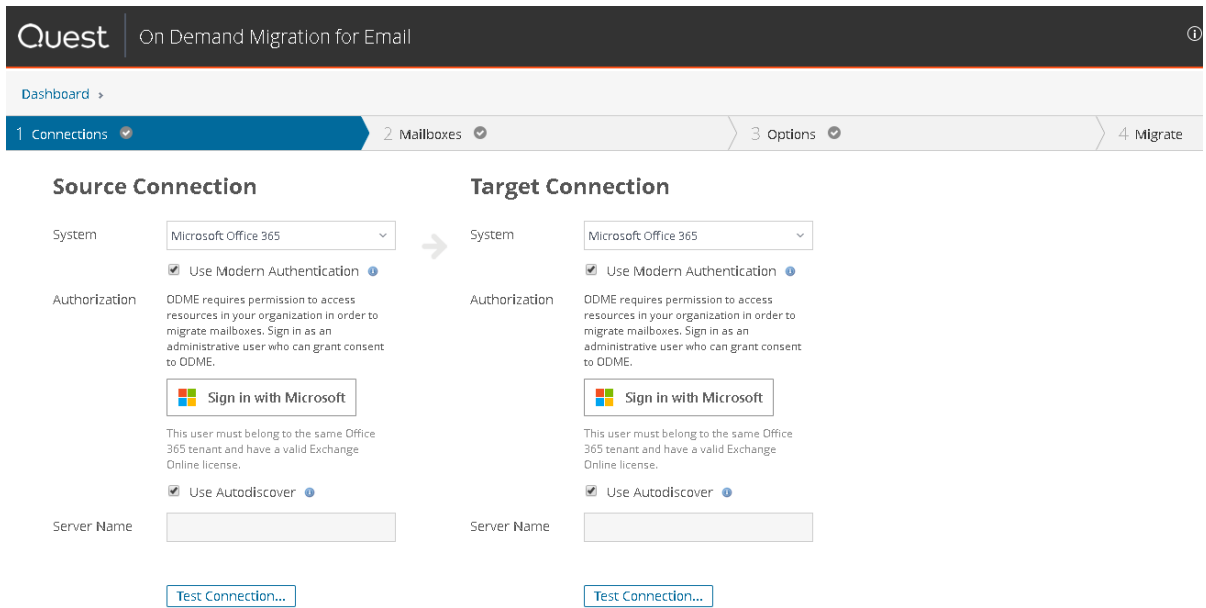 Quest On Demand Migration for Email
Dashboard ›
1 Connections
2 Mailboxes
3 Options
4 Migrate
Source Connection
System
Microsoft Office 365
Use Modern Authentication
Authorization
ODME requires permission to access
resources in your organization in order to
migrate mailboxes. Sign in as an
administrative user who can grant consent
to ODME.
Sign in with Microsoft
This user must belong to the same Office
365 tenant and have a valid Exchange
Online license.
Use Autodiscover
Server Name
Test Connection...
Target Connection
System
Microsoft Office 365
Use Modern Authentication
Authorization
ODME requires permission to access
resources in your organization in order to
migrate mailboxes. Sign in as an
administrative user who can grant consent
to ODME.
Sign in with Microsoft
This user must belong to the same Office
365 tenant and have a valid Exchange
Online license.
Use Autodiscover
Server Name
Test Connection...